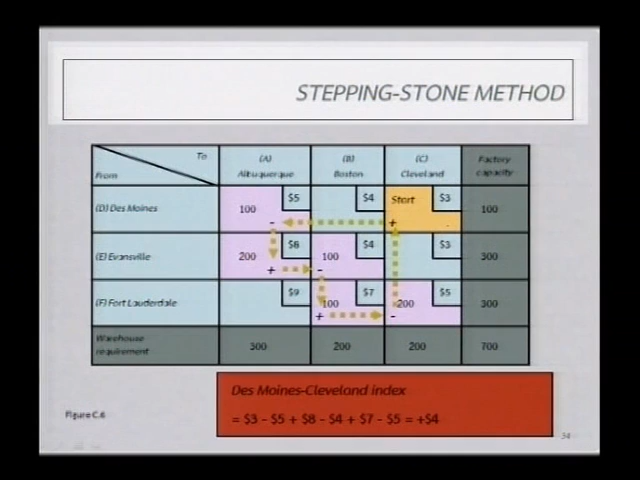 STEPPING-STONE METHOD
To
From
(A) Albuquerque
(B) Boston
(C) Cleveland
Factory capacity
(D) Des Moines 100 $5 $4 Start $3 100
- +
(E) Evansville 200 $8 100 $4 $3 300
+ -
(F) Fort Lauderdale $9 100 $7 200 $5 300
+ -
Warehouse requirement 300 200 200 700
Des Moines-Cleveland index
= $3 - $5 + $8 - $4 + $7 - $5 = +$4
Figure C.6
34